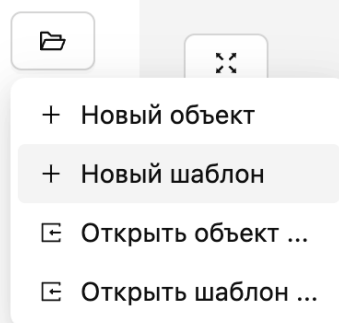 Новый объект
Новый шаблон
Открыть объект ...
Открыть шаблон ...